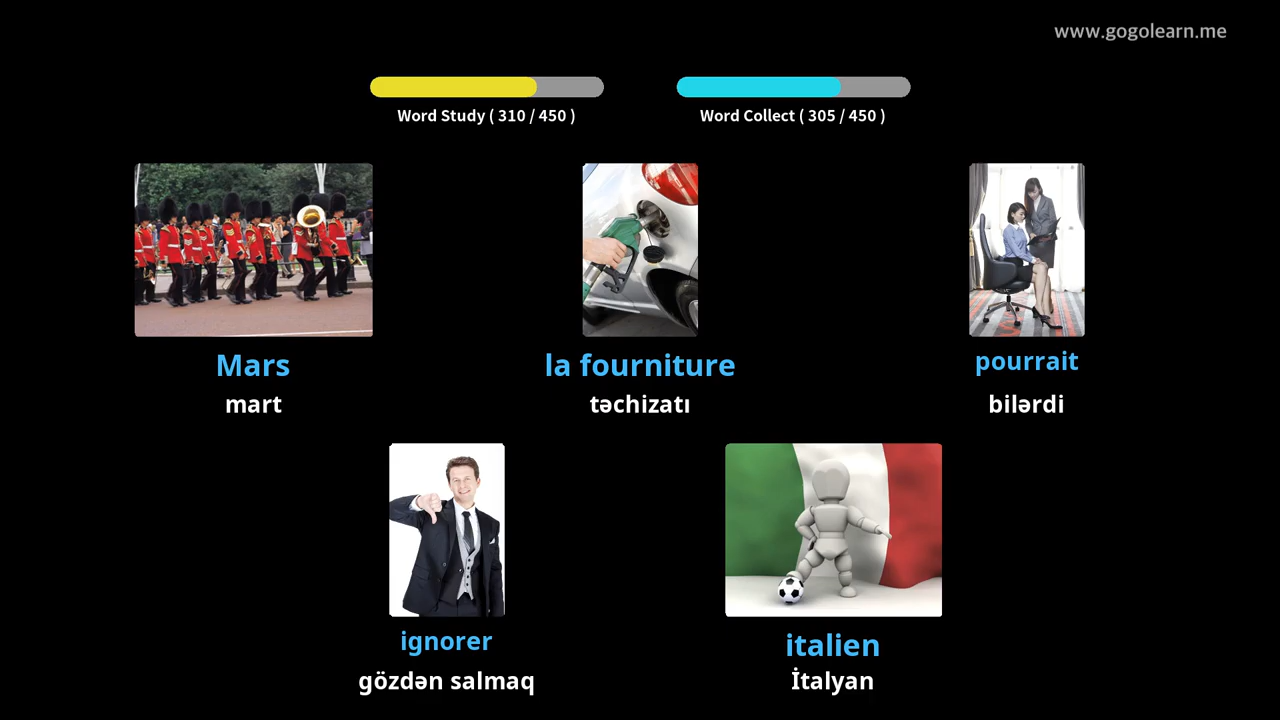 www.gogolearn.me
Word Study ( 310 / 450 )
Word Collect ( 305 / 450 )
Mars
mart
la fourniture
təchizatı
pourrait
bilərdi
ignorer
gözdən salmaq
italien
İtalyan